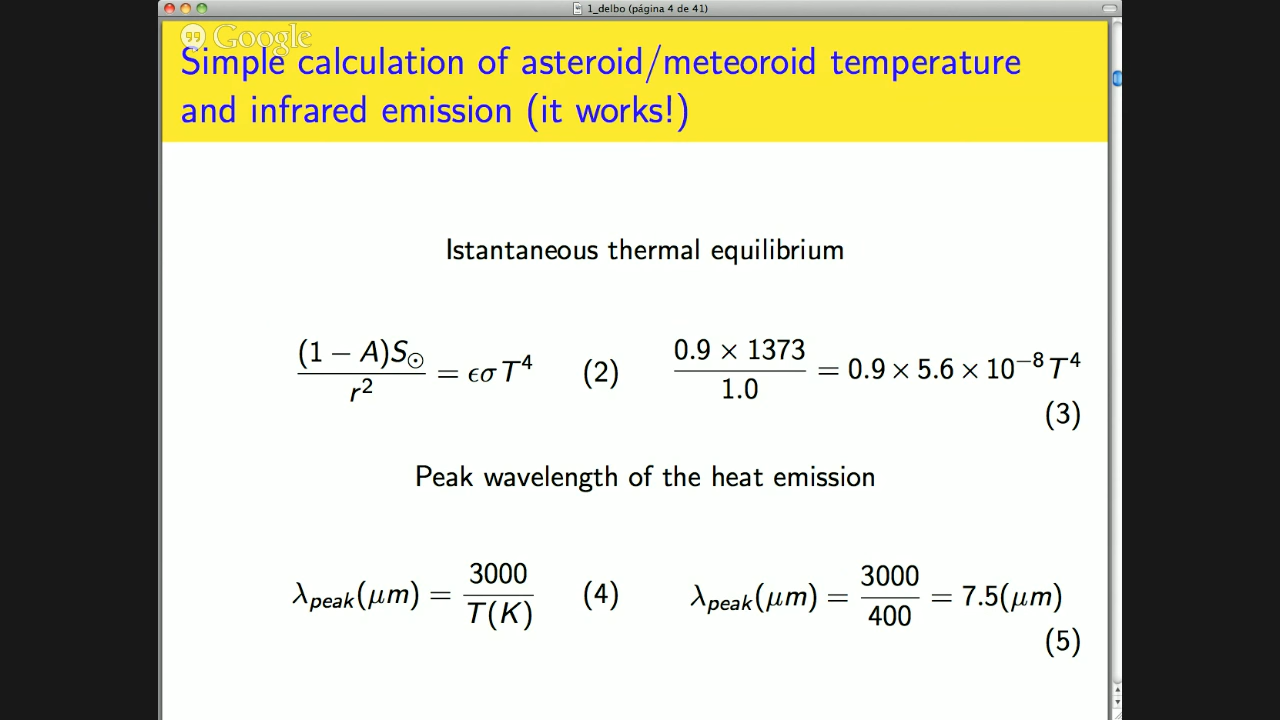 1_delbo (página 4 de 41)
Google
Simple calculation of asteroid/meteoroid temperature
and infrared emission (it works!)
Istantaneous thermal equilibrium
(1 − A)S⊙ / r² = ϵσT⁴ (2)
0.9 × 1373 / 1.0 = 0.9 × 5.6 × 10⁻⁸T⁴
(3)
Peak wavelength of the heat emission
λpeak(μm) = 3000 / T(K) (4)
λpeak(μm) = 3000 / 400 = 7.5(μm)
(5)